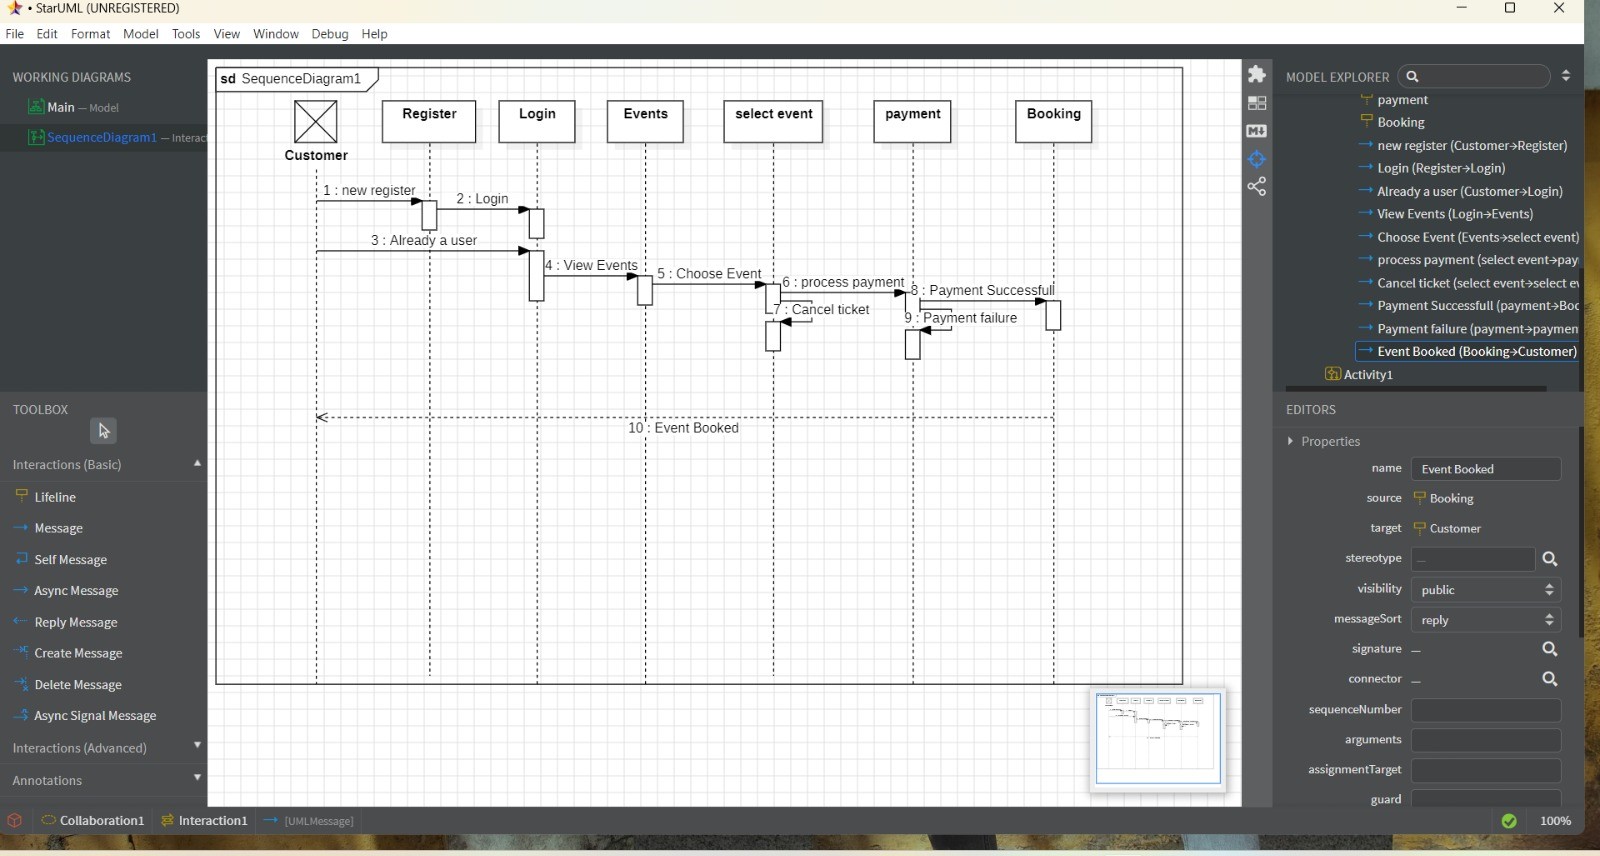 • StarUML (UNREGISTERED)
File Edit Format Model Tools View Window Debug Help
WORKING DIAGRAMS
Main — Model
SequenceDiagram1 — Interact
TOOLBOX
Interactions (Basic)
Lifeline
Message
Self Message
Async Message
Reply Message
Create Message
Delete Message
Async Signal Message
Interactions (Advanced)
Annotations
sd SequenceDiagram1
Customer
Register
Login
Events
select event
payment
Booking
1 : new register
2 : Login
3 : Already a user
4 : View Events
5 : Choose Event
6 : process payment
8 : Payment Successfull
7 : Cancel ticket
9 : Payment failure
10 : Event Booked
M
MODEL EXPLORER
payment
Booking
new register (Customer→Register)
Login (Register→Login)
Already a user (Customer→Login)
View Events (Login→Events)
Choose Event (Events→select event)
process payment (select event→pay
Cancel ticket (select event→select ev
Payment Successfull (payment→Boo
Payment failure (payment→paymen
Event Booked (Booking→Customer)
Activity1
EDITORS
Properties
name Event Booked
source Booking
target Customer
stereotype —
visibility public
messageSort reply
signature —
connector —
sequenceNumber
arguments
assignmentTarget
guard
Collaboration1 Interaction1 [UMLMessage]
100%